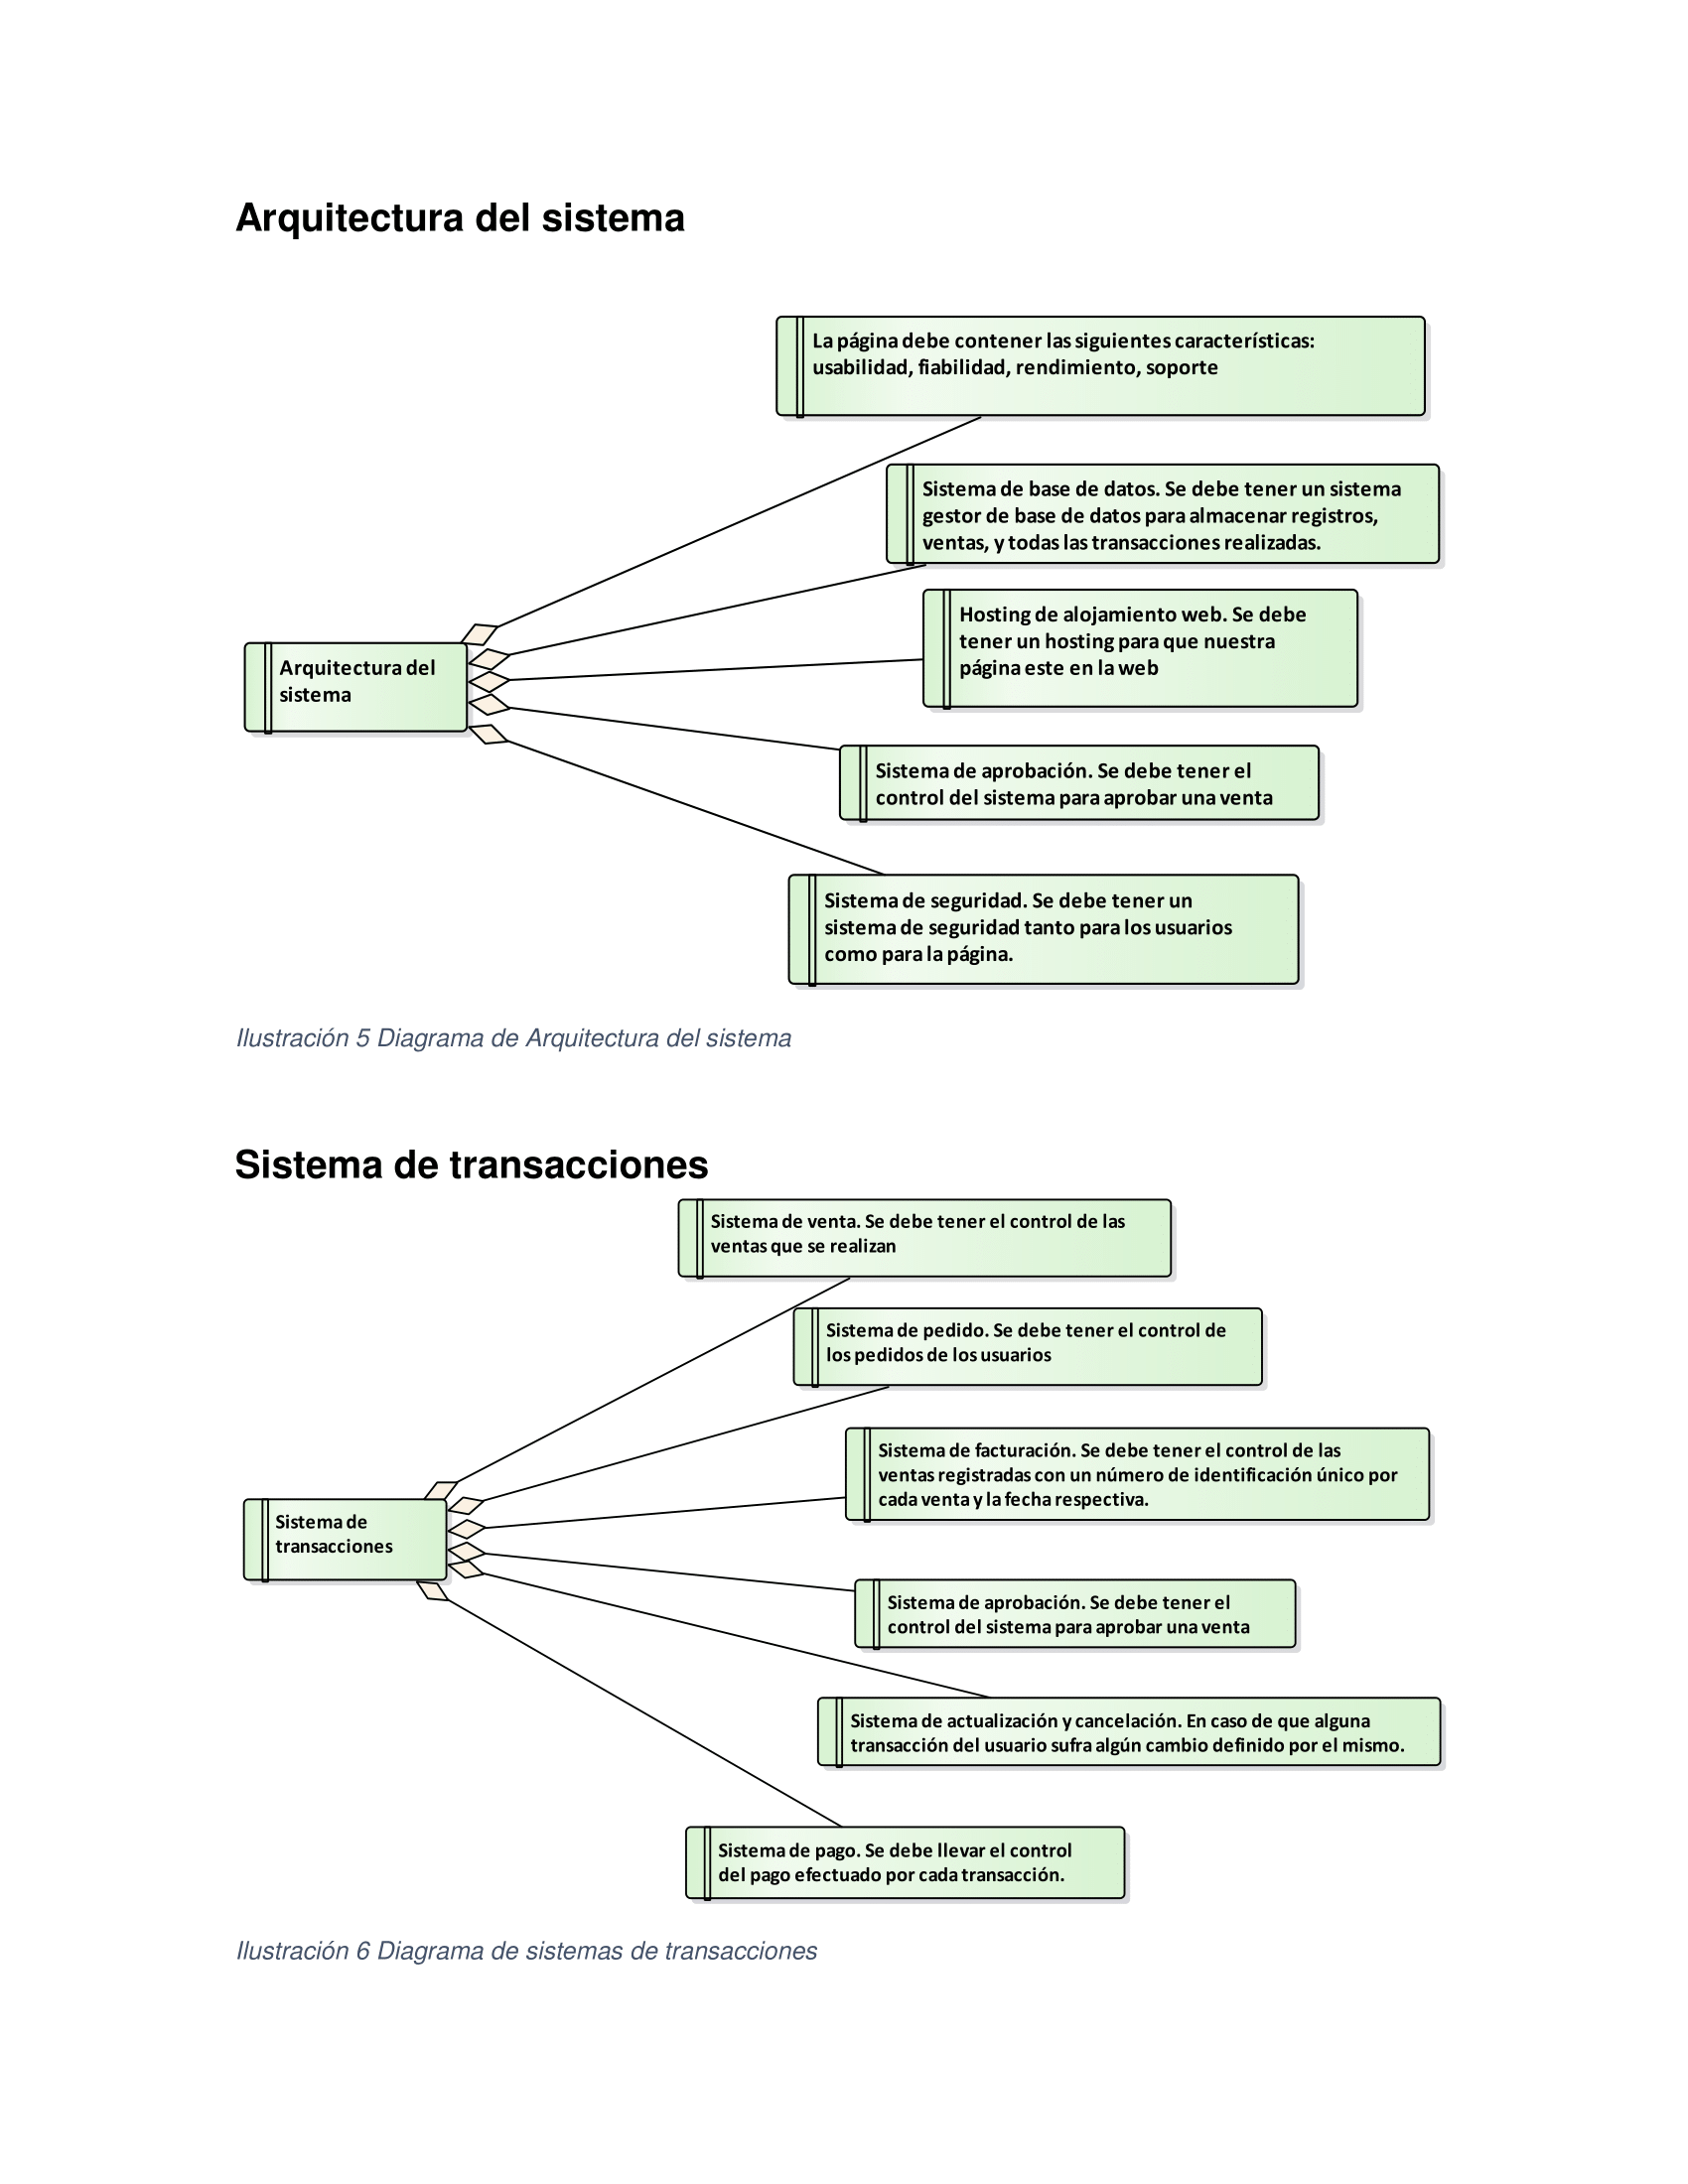 Arquitectura del sistema
La página debe contener las siguientes características:
usabilidad, fiabilidad, rendimiento, soporte
Sistema de base de datos. Se debe tener un sistema
gestor de base de datos para almacenar registros,
ventas, y todas las transacciones realizadas.
Hosting de alojamiento web. Se debe
tener un hosting para que nuestra
página este en la web
Arquitectura del
sistema
Sistema de aprobación. Se debe tener el
control del sistema para aprobar una venta
Sistema de seguridad. Se debe tener un
sistema de seguridad tanto para los usuarios
como para la página.
Ilustración 5 Diagrama de Arquitectura del sistema
Sistema de transacciones
Sistema de venta. Se debe tener el control de las
ventas que se realizan
Sistema de pedido. Se debe tener el control de
los pedidos de los usuarios
Sistema de facturación. Se debe tener el control de las
ventas registradas con un número de identificación único por
cada venta y la fecha respectiva.
Sistema de
transacciones
Sistema de aprobación. Se debe tener el
control del sistema para aprobar una venta
Sistema de actualización y cancelación. En caso de que alguna
transacción del usuario sufra algún cambio definido por el mismo.
Sistema de pago. Se debe llevar el control
del pago efectuado por cada transacción.
Ilustración 6 Diagrama de sistemas de transacciones